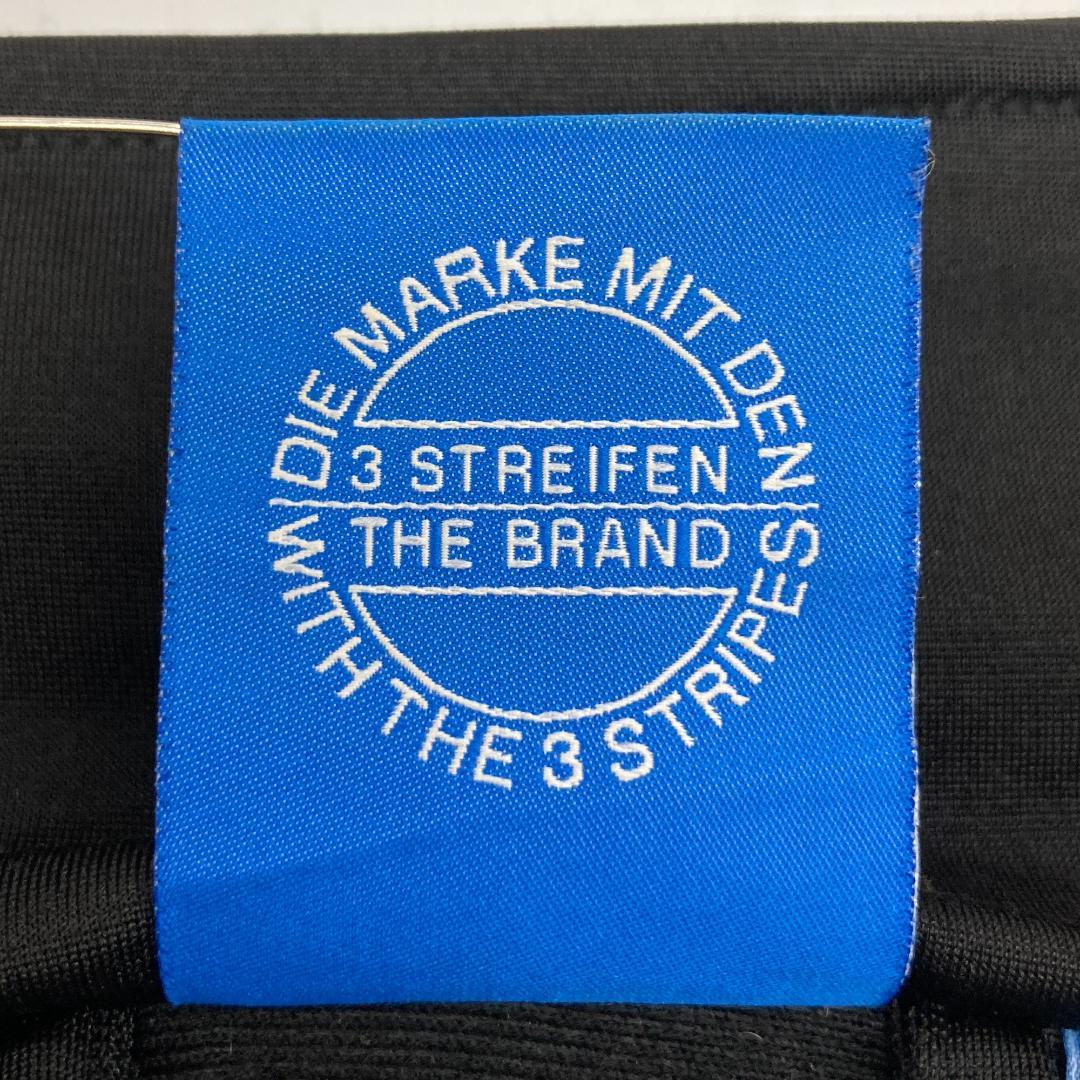 DIE MARKE MIT DEN
3 STREIFEN
THE BRAND
WITH THE 3 STRIPES